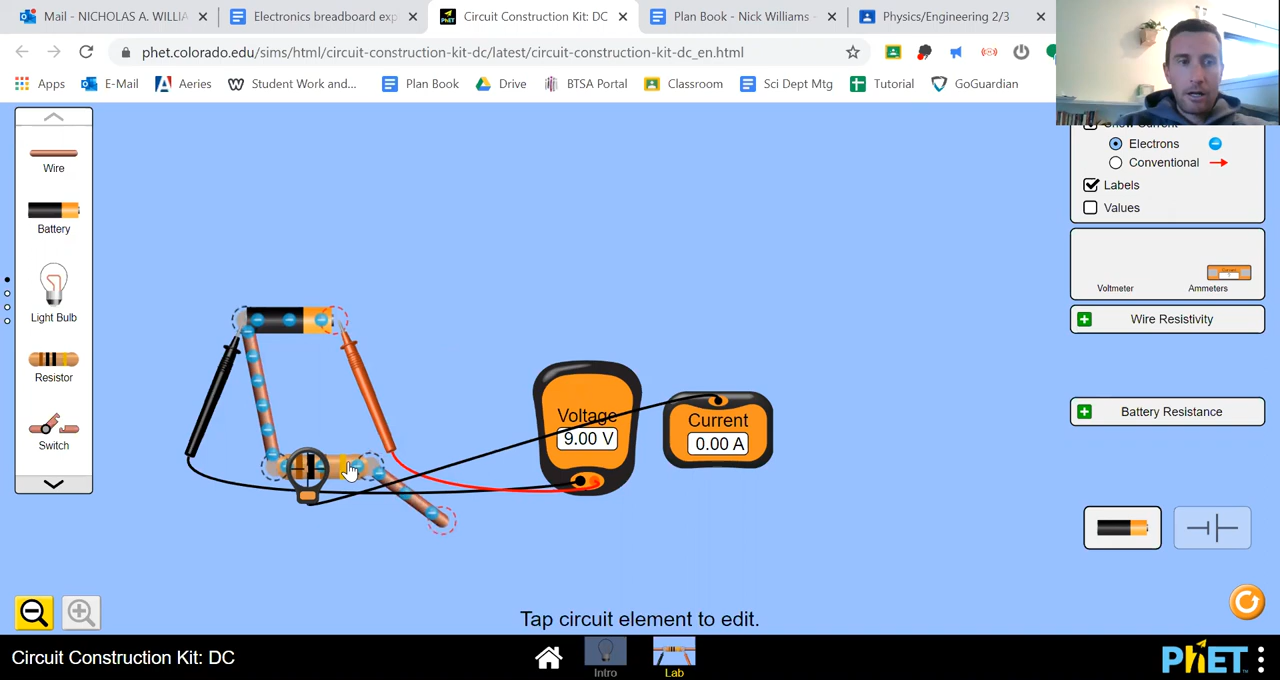 Mail - NICHOLAS A. WILLIA
Electronics breadboard exp
Circuit Construction Kit: DC
Plan Book - Nick Williams -
Physics/Engineering 2/3
phet.colorado.edu/sims/html/circuit-construction-kit-dc/latest/circuit-construction-kit-dc_en.html
Apps
E-Mail
Aeries
Student Work and...
Plan Book
Drive
BTSA Portal
Classroom
Sci Dept Mtg
Tutorial
GoGuardian
Wire
Battery
Light Bulb
Resistor
Switch
Show Current
Electrons
Conventional
Labels
Values
Voltmeter
Ammeters
Wire Resistivity
Battery Resistance
Voltage
9.00 V
Current
0.00 A
Tap circuit element to edit.
Circuit Construction Kit: DC
Intro
Lab
PhET